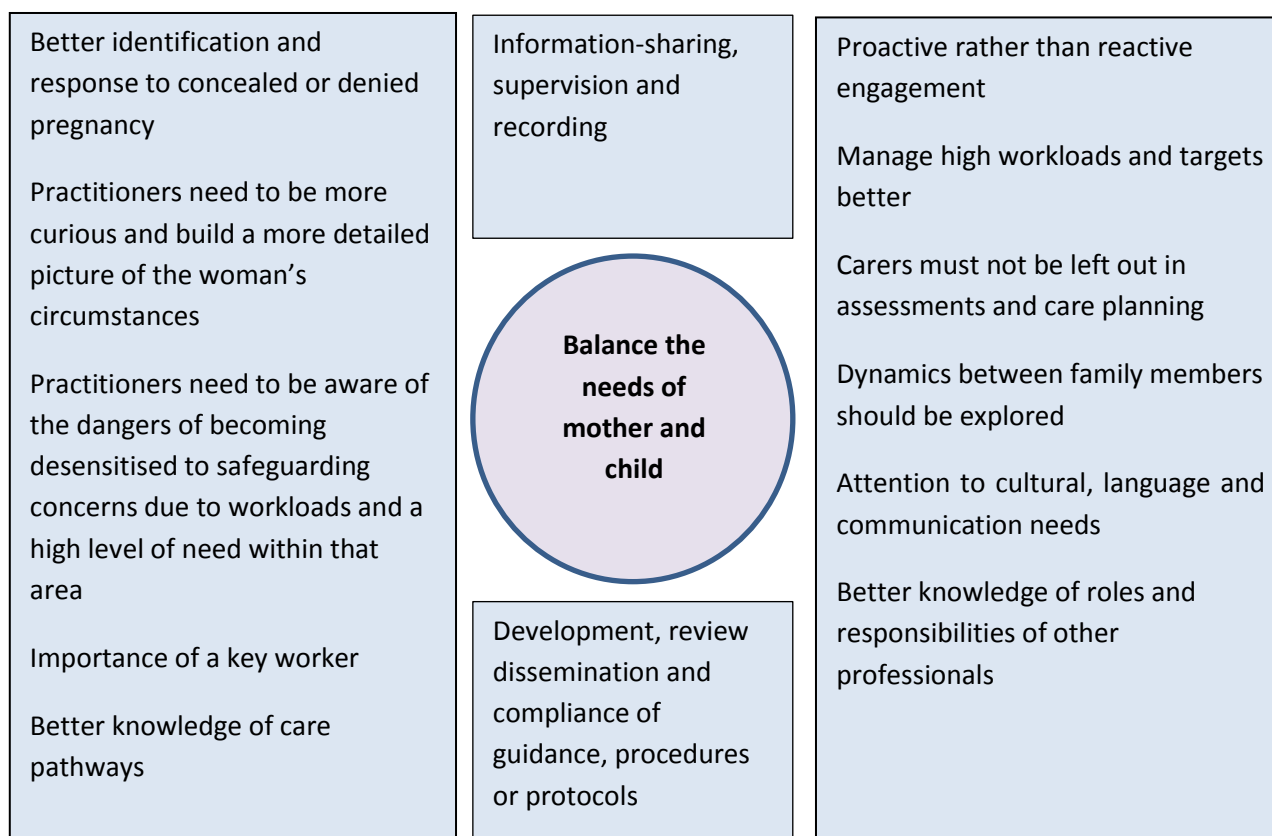 Better identification and
response to concealed or denied
pregnancy
Practitioners need to be more
curious and build a more detailed
picture of the woman’s
circumstances
Practitioners need to be aware of
the dangers of becoming
desensitised to safeguarding
concerns due to workloads and a
high level of need within that
area
Importance of a key worker
Better knowledge of care
pathways
Information-sharing,
supervision and
recording
Balance the
needs of
mother and
child
Development, review
dissemination and
compliance of
guidance, procedures
or protocols
Proactive rather than reactive
engagement
Manage high workloads and targets
better
Carers must not be left out in
assessments and care planning
Dynamics between family members
should be explored
Attention to cultural, language and
communication needs
Better knowledge of roles and
responsibilities of other
professionals